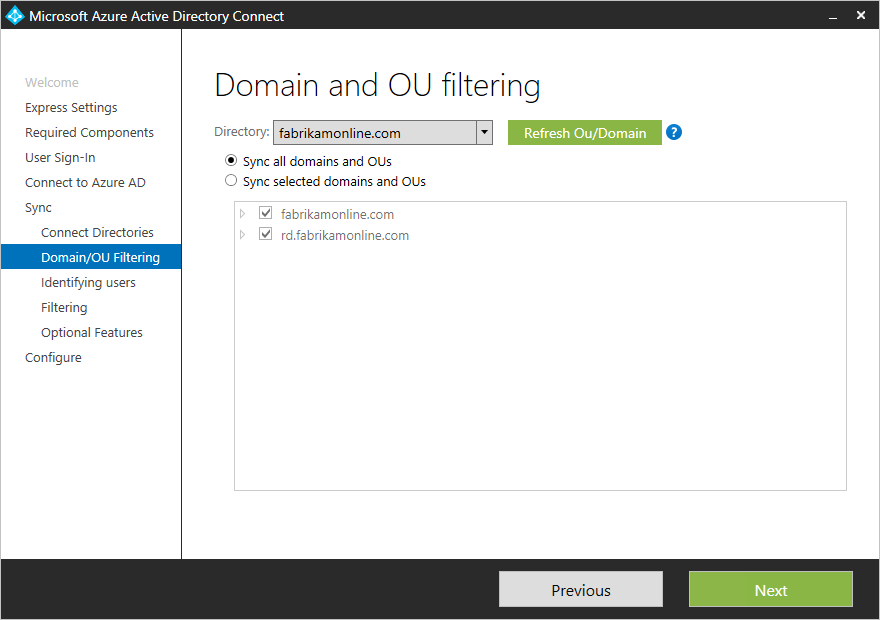 Microsoft Azure Active Directory Connect
Welcome
Express Settings
Required Components
User Sign-In
Connect to Azure AD
Sync
Connect Directories
Domain/OU Filtering
Identifying users
Filtering
Optional Features
Configure
Domain and OU filtering
Directory: fabrikamonline.com Refresh Ou/Domain ?
Sync all domains and OUs
Sync selected domains and OUs
fabrikamonline.com
rd.fabrikamonline.com
Previous Next